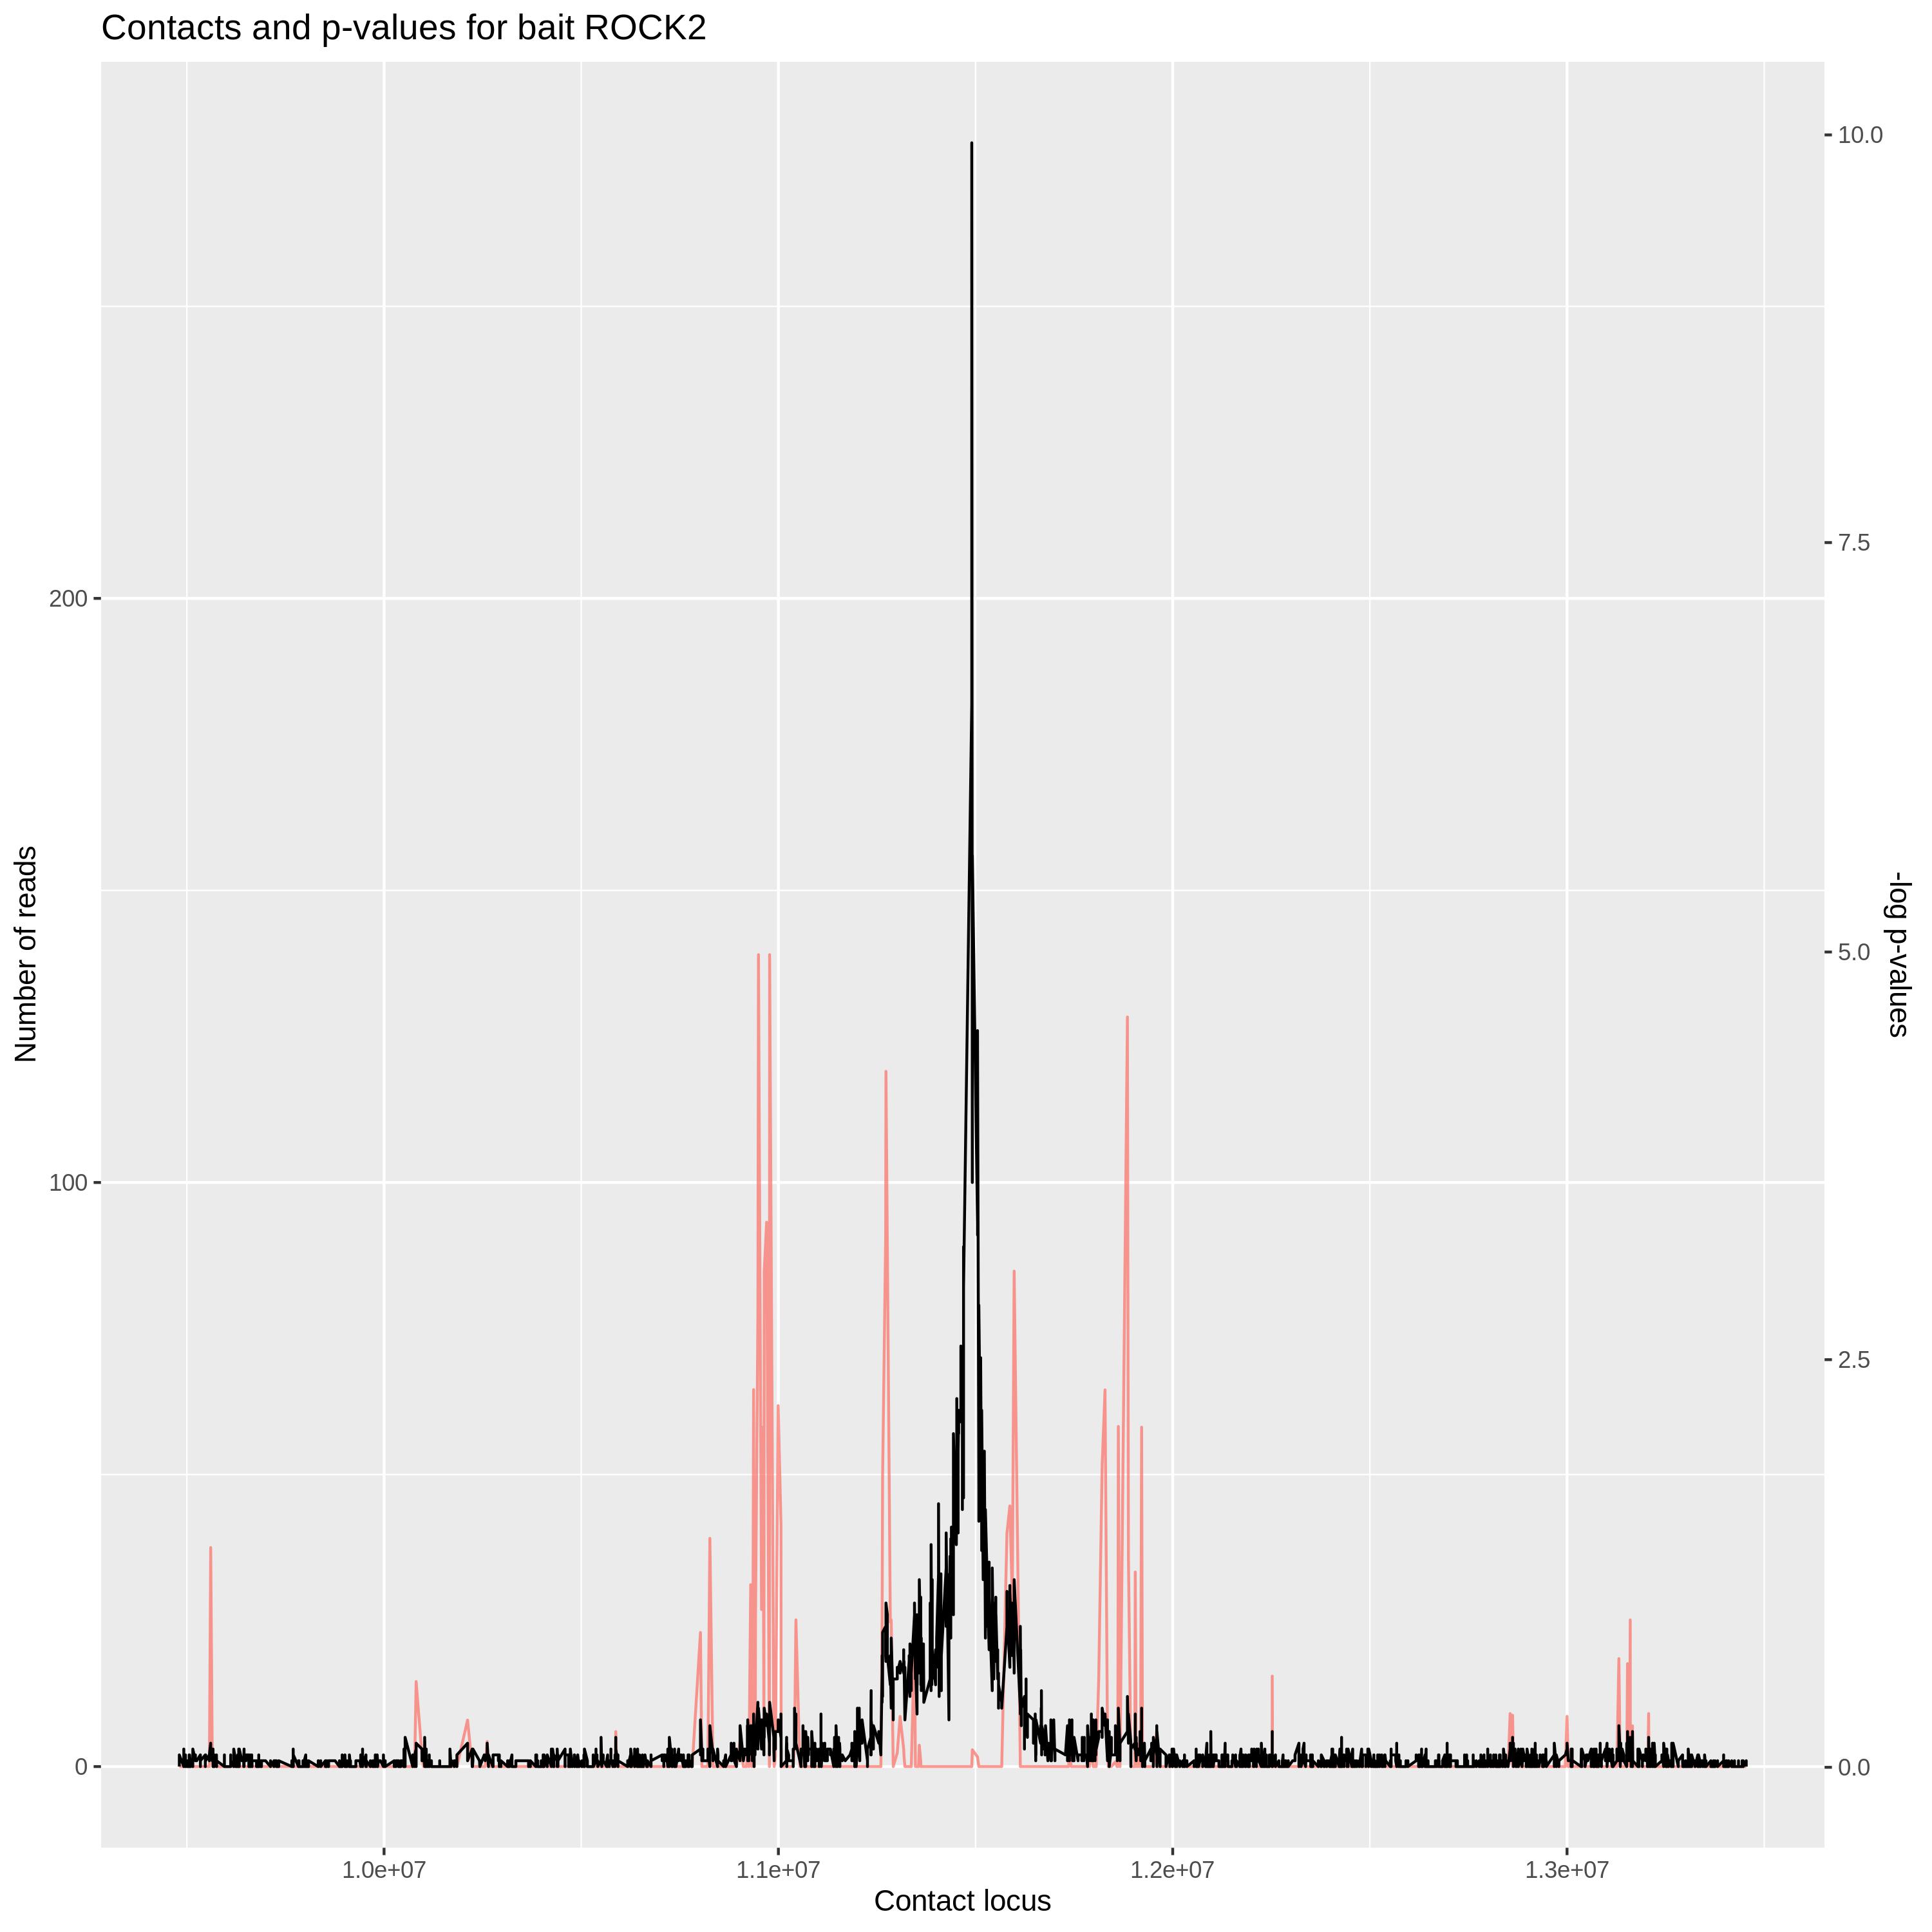 Contacts and p-values for bait ROCK2
10.0
7.5
200
5.0
Number of reads
-log p-values
100
2.5
0
0.0
1.0e+07 1.1e+07 1.2e+07 1.3e+07
Contact locus